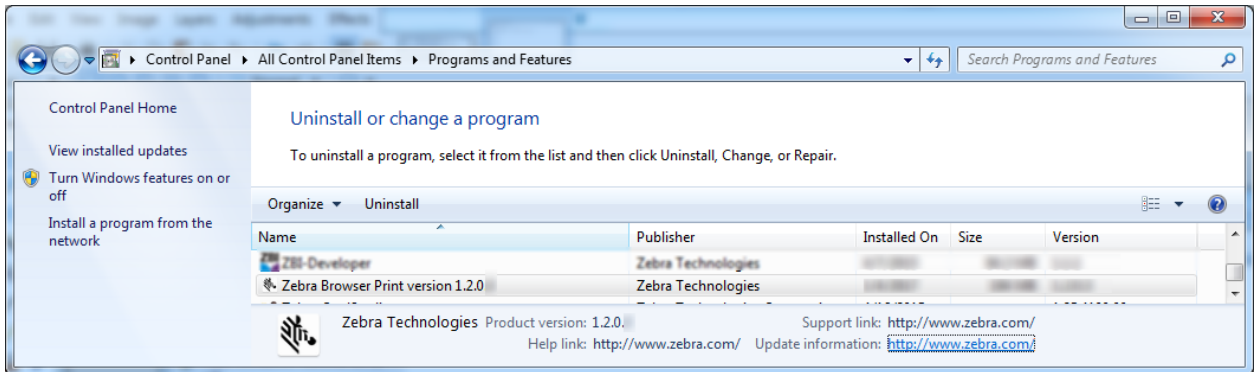 Control Panel ▸ All Control Panel Items ▸ Programs and Features
Search Programs and Features
Control Panel Home
View installed updates
Turn Windows features on or
off
Install a program from the
network
Uninstall or change a program
To uninstall a program, select it from the list and then click Uninstall, Change, or Repair.
Organize Uninstall
Name Publisher Installed On Size Version
ZBI-Developer Zebra Technologies
Zebra Browser Print version 1.2.0 Zebra Technologies
Zebra Technologies Product version: 1.2.0. Support link: http://www.zebra.com/
Help link: http://www.zebra.com/ Update information: http://www.zebra.com/